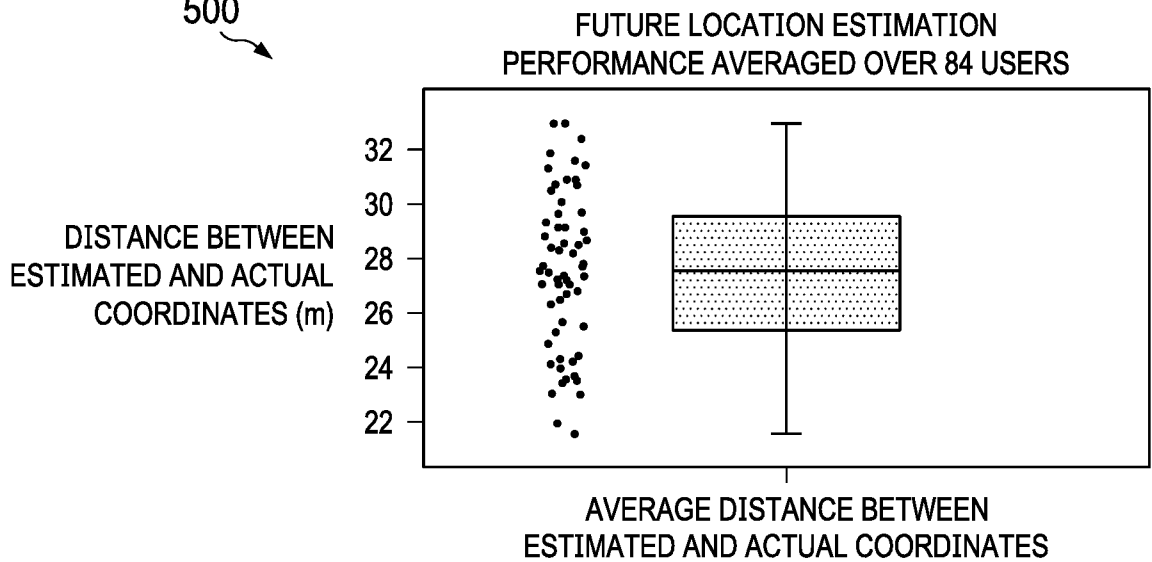 500
FUTURE LOCATION ESTIMATION
PERFORMANCE AVERAGED OVER 84 USERS
32
30
28
26
24
22
DISTANCE BETWEEN
ESTIMATED AND ACTUAL
COORDINATES (m)
AVERAGE DISTANCE BETWEEN
ESTIMATED AND ACTUAL COORDINATES